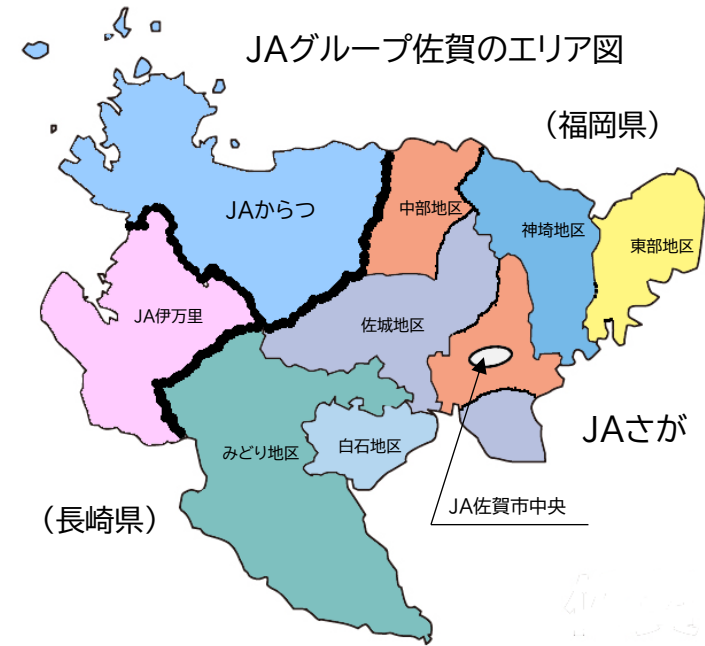 JAグループ佐賀のエリア図
（福岡県）
JAからつ
中部地区
神埼地区
東部地区
JA伊万里
佐城地区
JAさが
みどり地区
白石地区
（長崎県）
JA佐賀市中央